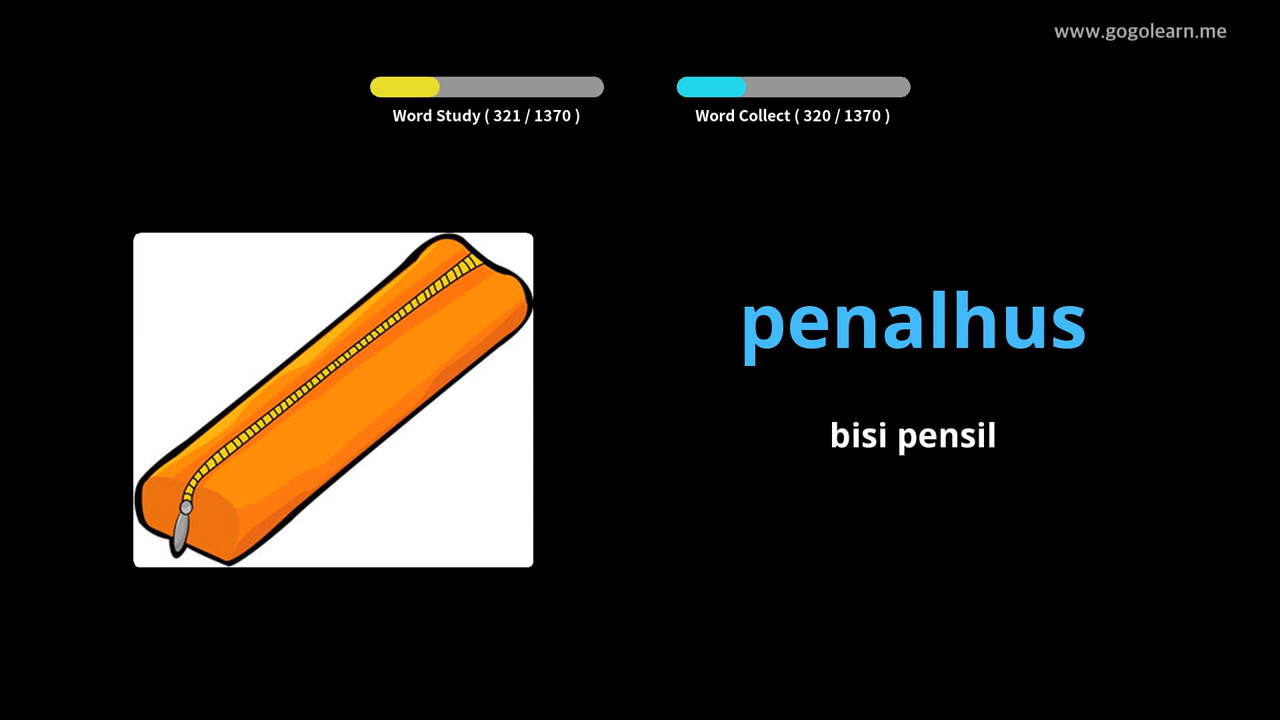 www.gogolearn.me
Word Study ( 321 / 1370 )
Word Collect ( 320 / 1370 )
penalhus
bisi pensil